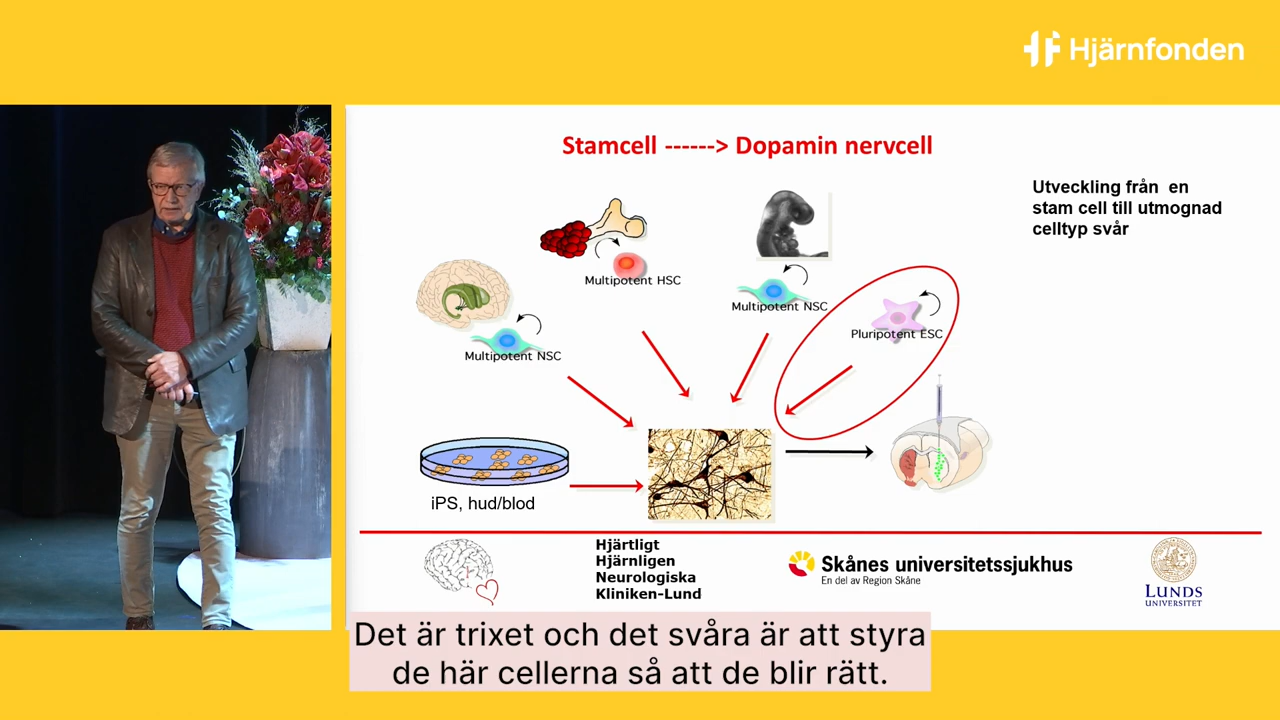 Hjärnfonden
Stamcell ------> Dopamin nervcell
Utveckling från en
stam cell till utmognad
celltyp svår
Multipotent HSC
Multipotent NSC
Pluripotent ESC
Multipotent NSC
iPS, hud/blod
Hjärtligt
Hjärnligen
Neurologiska
Kliniken-Lund
Skånes universitetssjukhus
En del av Region Skåne
LUNDS
UNIVERSITET
Det är trixet och det svåra är att styra
de här cellerna så att de blir rätt.